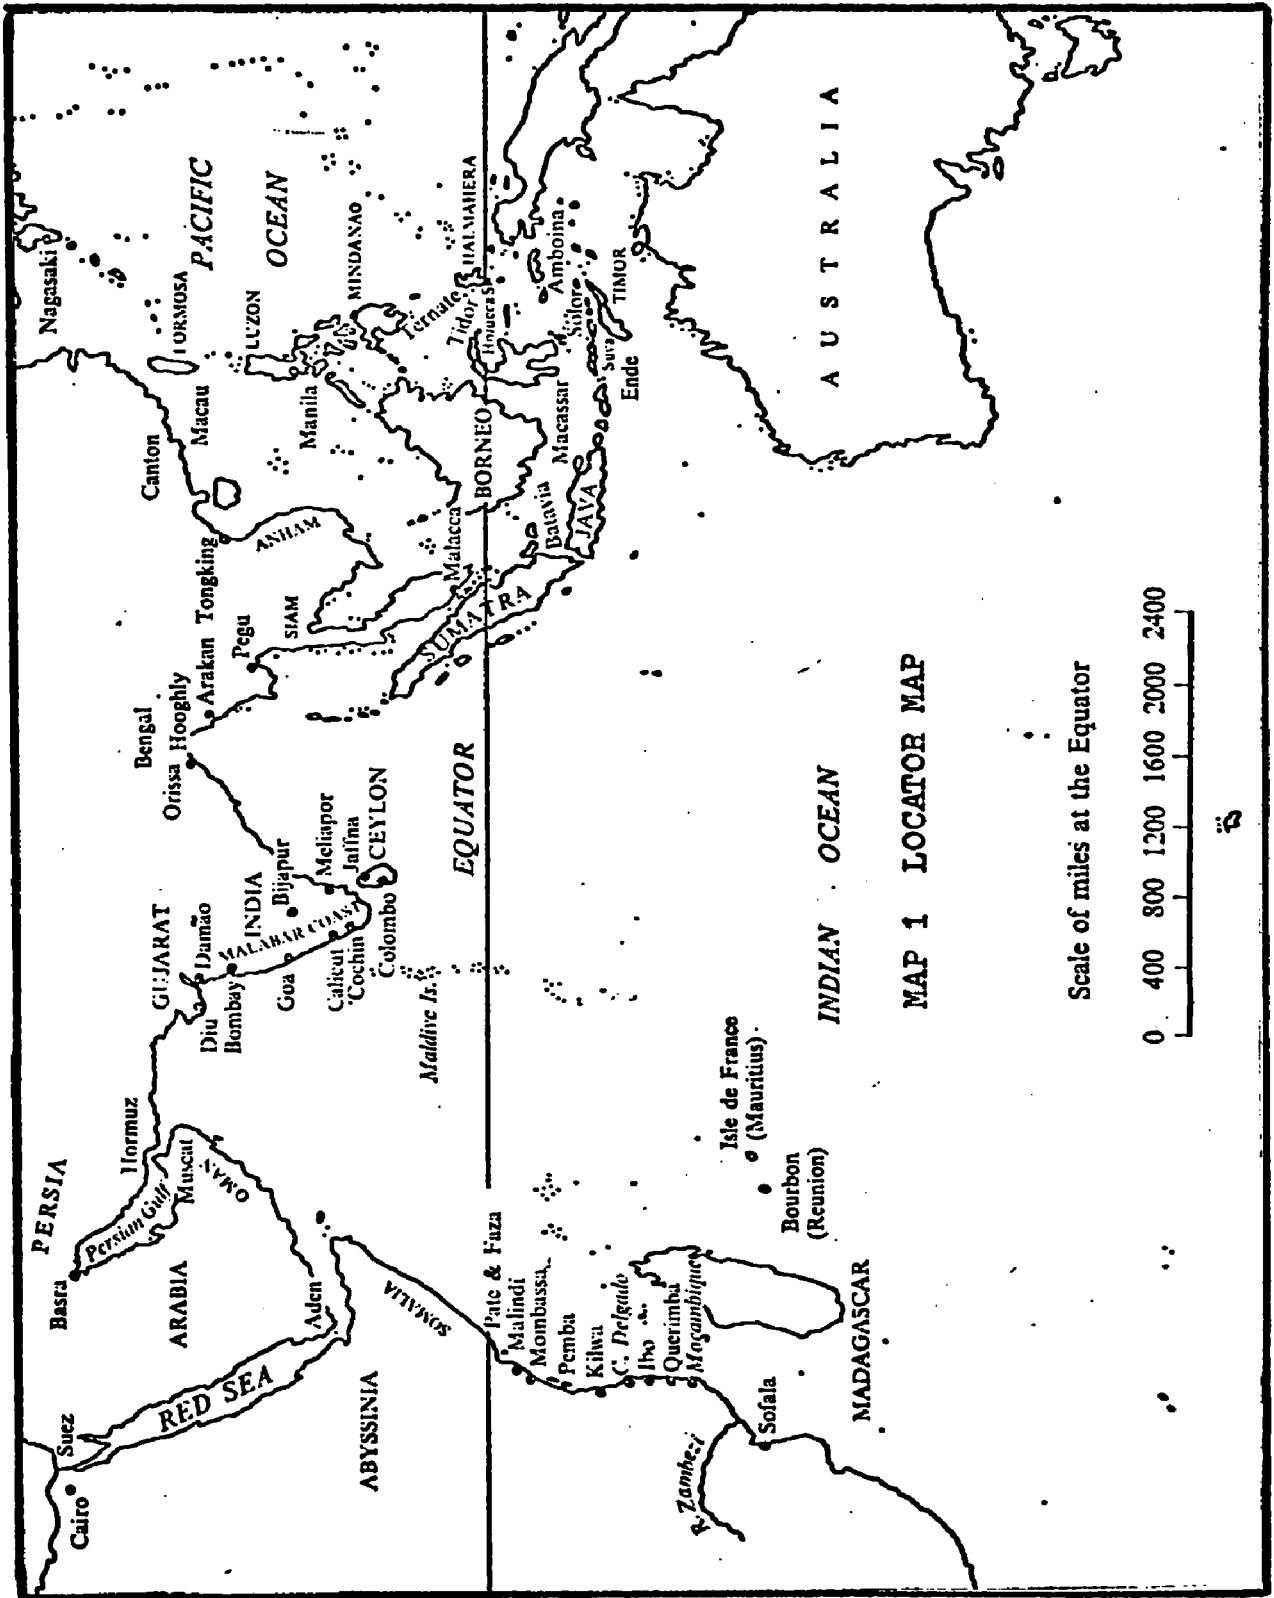 PERSIA
Basra
Hormuz
Persian Gulf
Muscat
OMAN
ARABIA
Aden
Suez
Cairo
RED SEA
ABYSSINIA
SOMALIA
GUJARAT
Damão
Diu
Bombay
INDIA
MALABAR COAST
Bijapur
Goa
Meliapor
Jaffna
CEYLON
Calicut
Cochin
Colombo
Maldive Is.
Bengal
Orissa
Hooghly
Arakan
Pegu
Tongking
SIAM
ANHAM
Canton
Macau
Nagasaki
FORMOSA
PACIFIC
OCEAN
LUZON
Manila
MINDANAO
Ternate
Tidor
HALMAHERA
Moluccas
Malacca
SUMATRA
BORNEO
Batavia
JAVA
Macassar
Amboina
Solor
TIMOR
Suva
Ende
EQUATOR
AUSTRALIA
Pate & Faza
Malindi
Mombassa
Pemba
Kilwa
C. Delgado
Ibo
Querimba
Moçambique
R. Zambezi
Sofala
MADAGASCAR
Isle de France
(Mauritius)
Bourbon
(Reunion)
INDIAN OCEAN
MAP 1 LOCATOR MAP
Scale of miles at the Equator
0 400 800 1200 1600 2000 2400